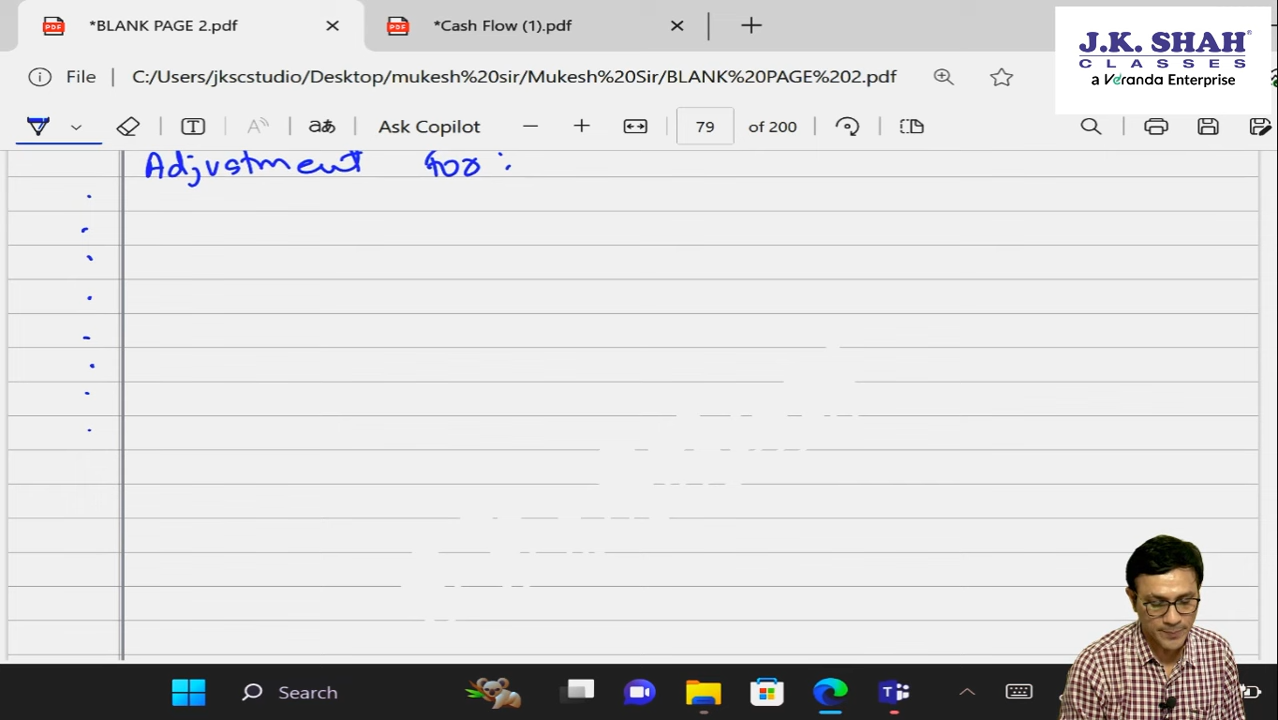 *BLANK PAGE 2.pdf
*Cash Flow (1).pdf
J.K. SHAH®
CLASSES
a Veranda Enterprise
File C:/Users/jkscstudio/Desktop/mukesh%20sir/Mukesh%20Sir/BLANK%20PAGE%202.pdf
Ask Copilot 79 of 200
Adjustment for :
Search